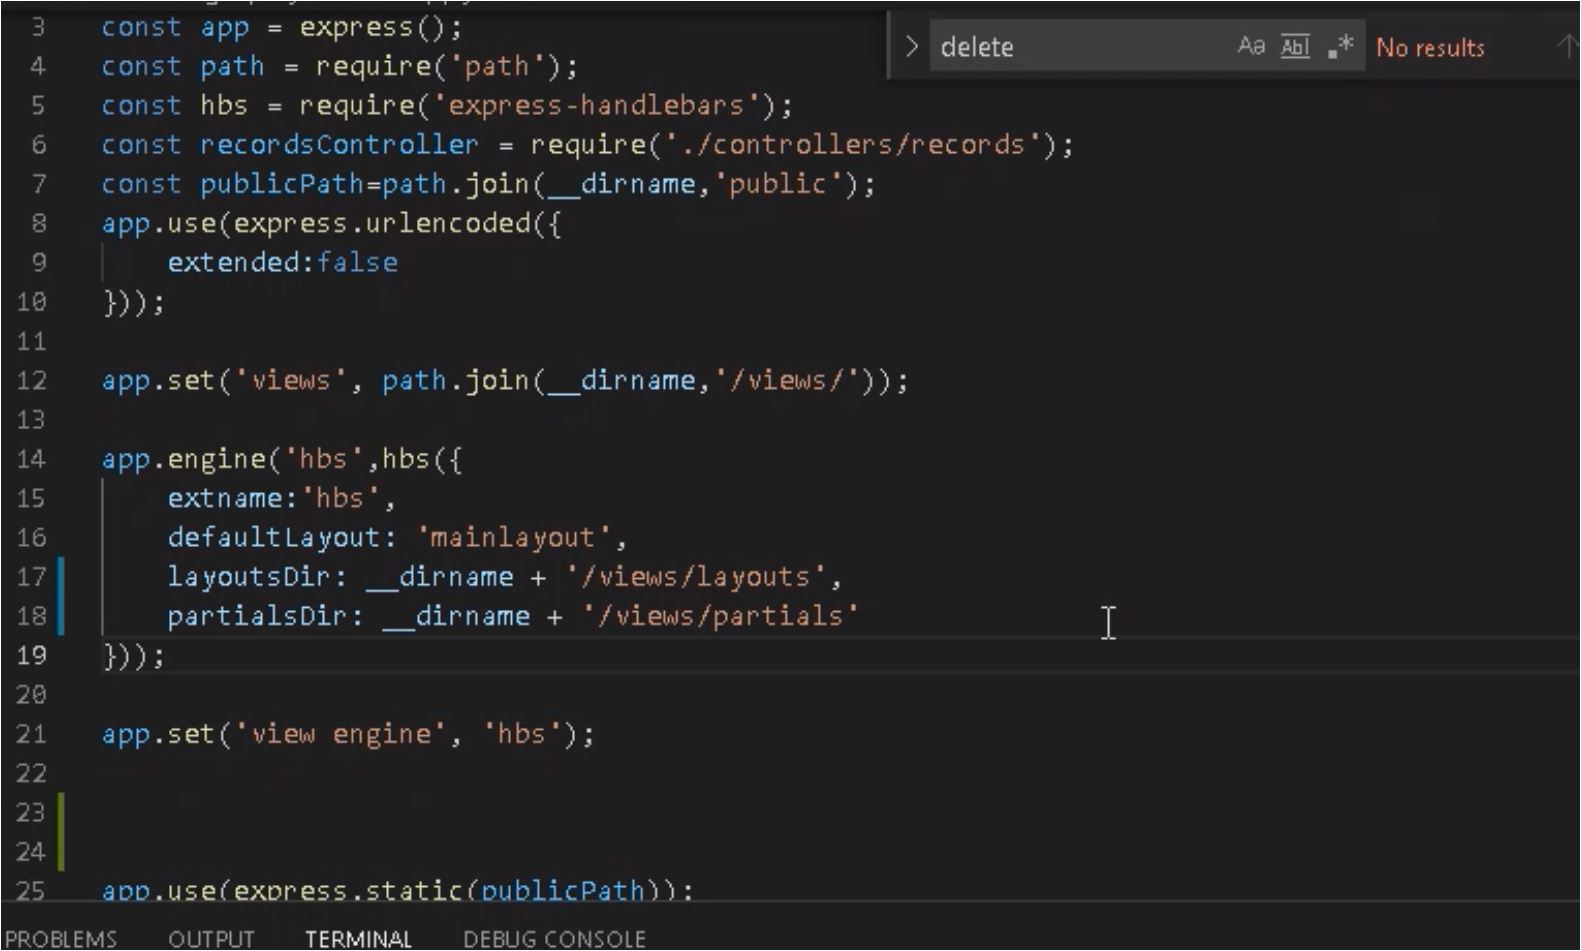 3 const app = express();
delete Aa Abl .* No results
4 const path = require('path');
5 const hbs = require('express-handlebars');
6 const recordsController = require('./controllers/records');
7 const publicPath=path.join(__dirname,'public');
8 app.use(express.urlencoded({
9 extended:false
10 }));
11
12 app.set('views', path.join(__dirname,'/views/'));
13
14 app.engine('hbs',hbs({
15 extname:'hbs',
16 defaultLayout: 'mainlayout',
17 layoutsDir: __dirname + '/views/layouts',
18 partialsDir: __dirname + '/views/partials'
19 }));
20
21 app.set('view engine', 'hbs');
22
23
24
25 app.use(express.static(publicPath));
PROBLEMS OUTPUT TERMINAL DEBUG CONSOLE